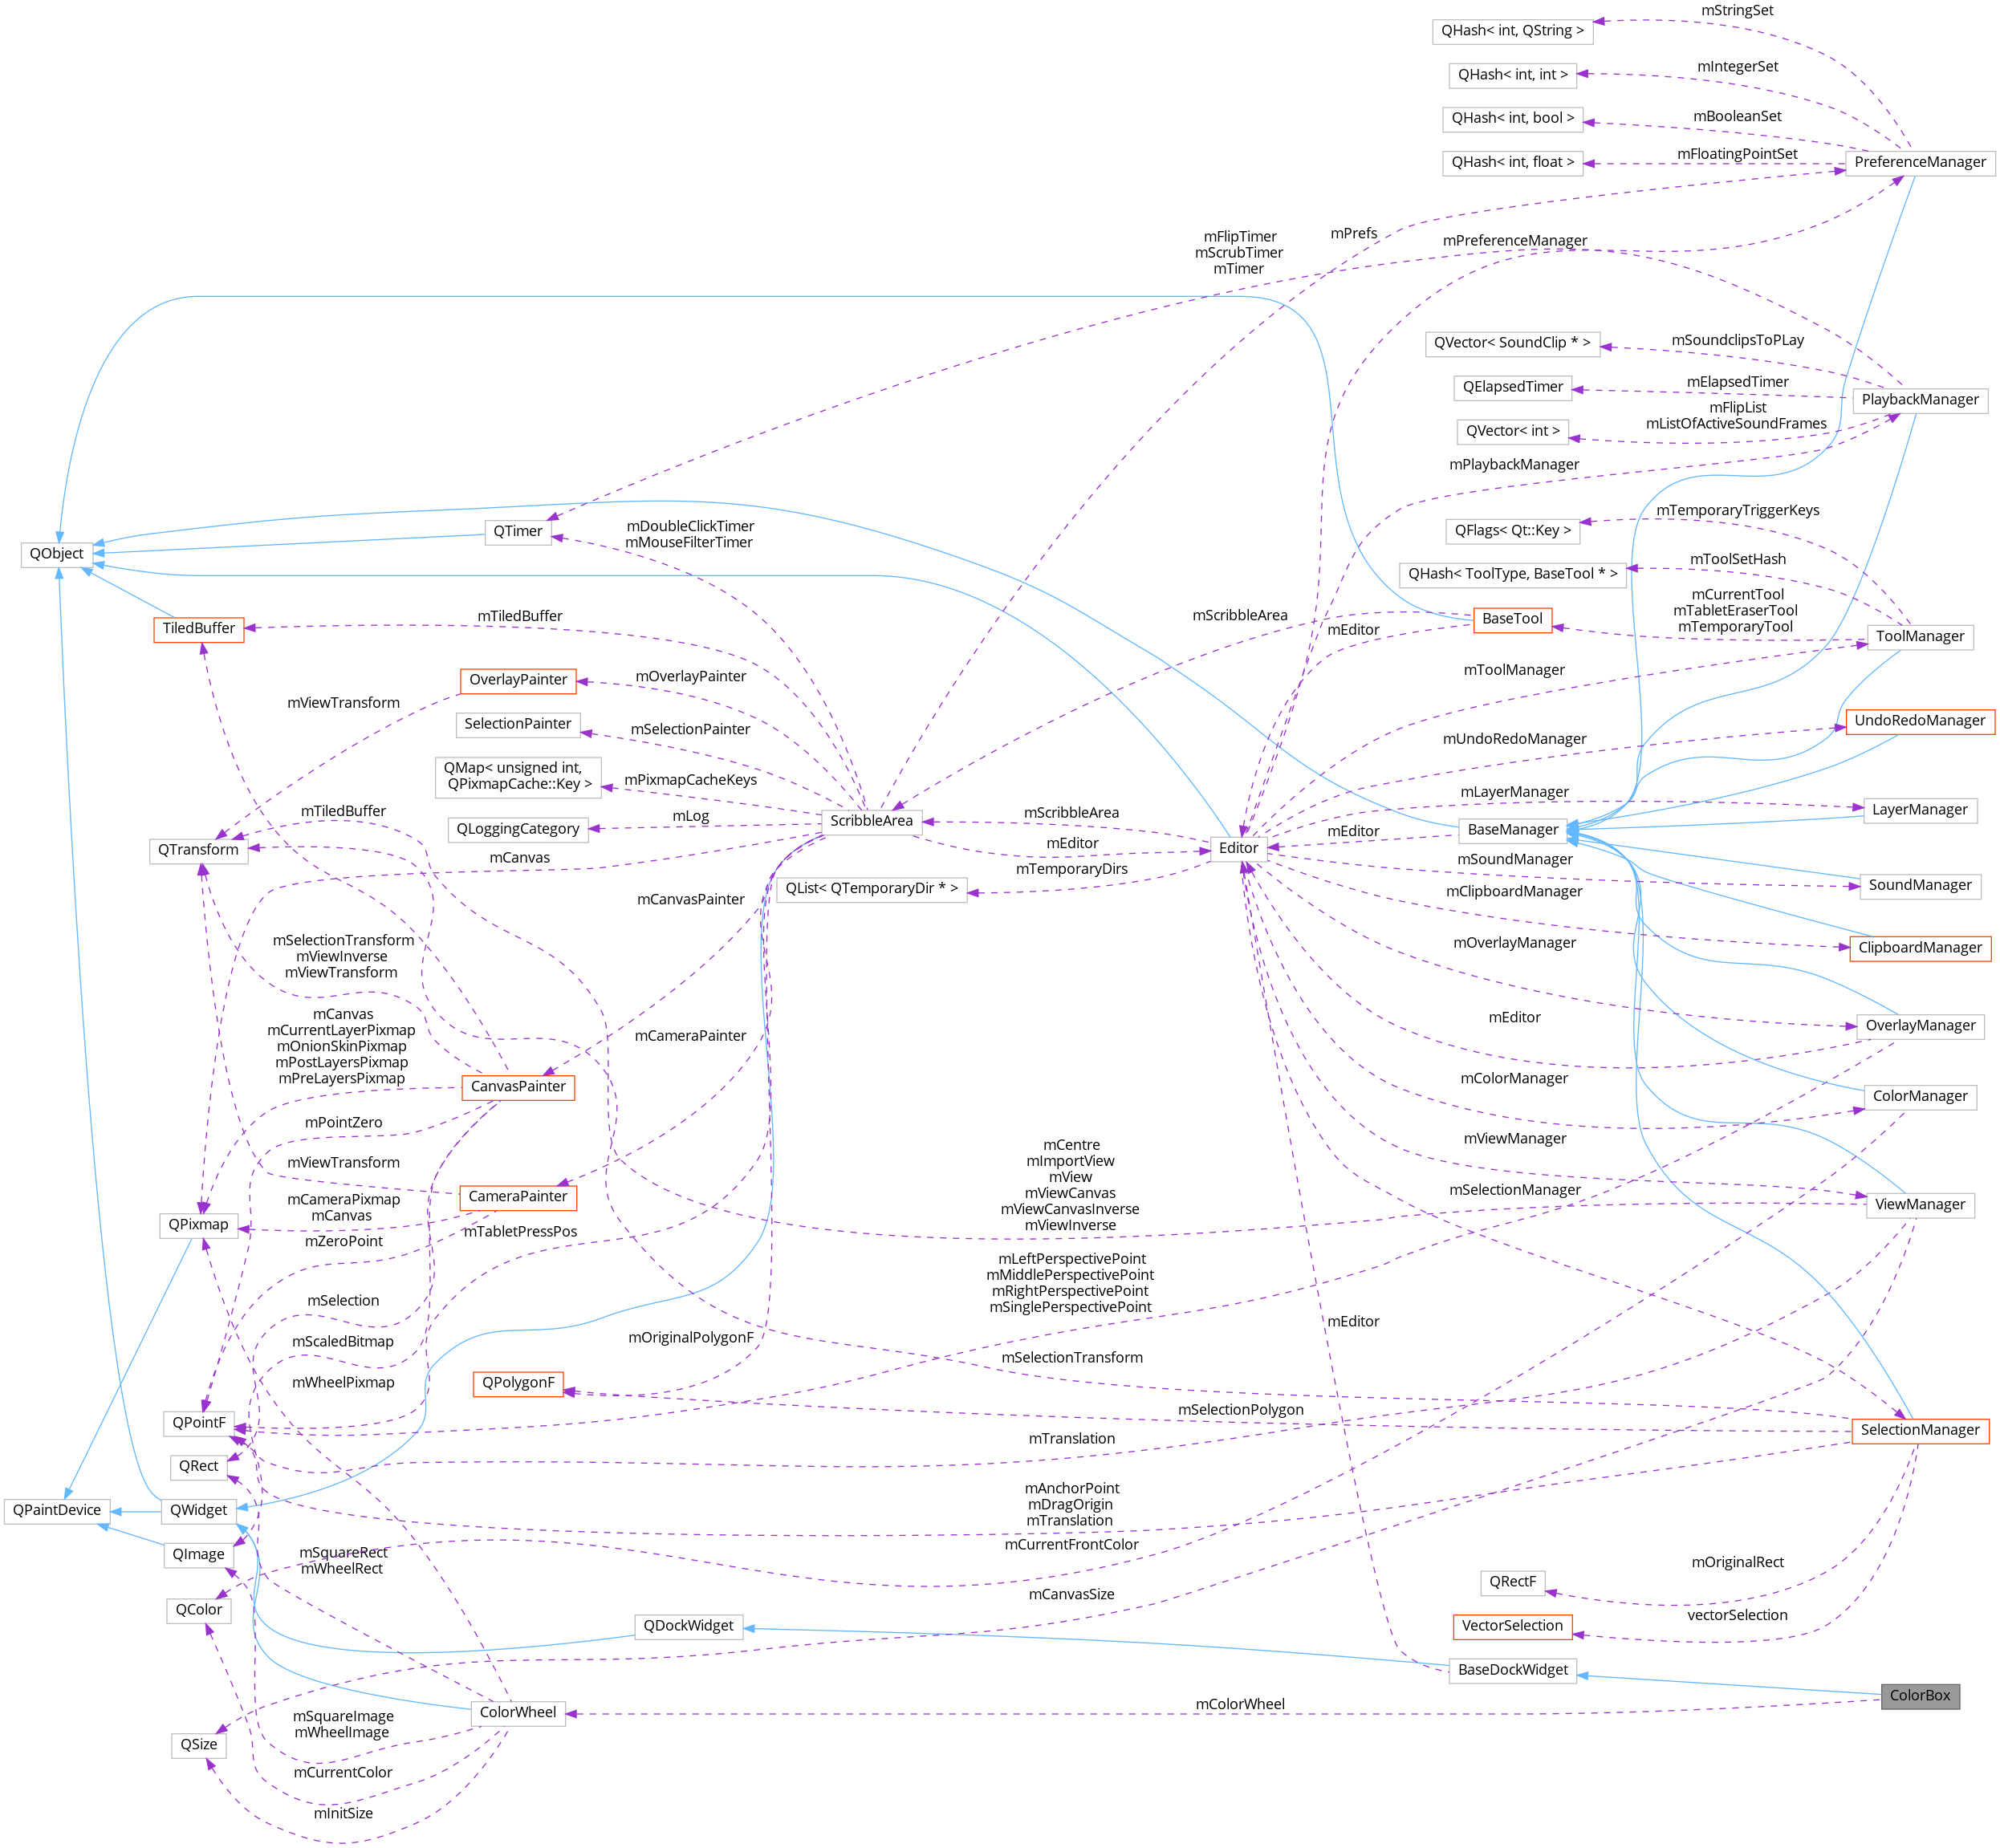 mStringSet
QHash< int, QString >
mIntegerSet
QHash< int, int >
mBooleanSet
QHash< int, bool >
mFloatingPointSet
QHash< int, float >
PreferenceManager
mFlipTimer
mScrubTimer
mTimer
mPrefs
mPreferenceManager
QVector< SoundClip * >
mSoundclipsToPLay
QElapsedTimer
mElapsedTimer
PlaybackManager
QVector< int >
mFlipList
mListOfActiveSoundFrames
mPlaybackManager
QObject
QTimer
mDoubleClickTimer
mMouseFilterTimer
QFlags< Qt::Key >
mTemporaryTriggerKeys
QHash< ToolType, BaseTool * >
mToolSetHash
TiledBuffer
mTiledBuffer
mScribbleArea
mEditor
BaseTool
mCurrentTool
mTabletEraserTool
mTemporaryTool
ToolManager
mViewTransform
OverlayPainter
mOverlayPainter
mToolManager
SelectionPainter
mSelectionPainter
mUndoRedoManager
UndoRedoManager
QMap< unsigned int,
QPixmapCache::Key >
mPixmapCacheKeys
mLayerManager
LayerManager
mTiledBuffer
QLoggingCategory
mLog
ScribbleArea
mScribbleArea
mEditor
Editor
mEditor
BaseManager
QTransform
mCanvas
QList< QTemporaryDir * >
mTemporaryDirs
mSoundManager
SoundManager
mCanvasPainter
mClipboardManager
ClipboardManager
mSelectionTransform
mViewInverse
mViewTransform
mOverlayManager
mCanvas
mCurrentLayerPixmap
mOnionSkinPixmap
mPostLayersPixmap
mPreLayersPixmap
CanvasPainter
mCameraPainter
mEditor
OverlayManager
mColorManager
ColorManager
mPointZero
mViewTransform
CameraPainter
mCameraPixmap
mCanvas
QPixmap
mZeroPoint
mTabletPressPos
mCentre
mImportView
mView
mViewCanvas
mViewCanvasInverse
mViewInverse
mViewManager
mSelectionManager
ViewManager
mSelection
mScaledBitmap
mOriginalPolygonF
mLeftPerspectivePoint
mMiddlePerspectivePoint
mRightPerspectivePoint
mSinglePerspectivePoint
mEditor
mWheelPixmap
QPolygonF
mSelectionTransform
QPointF
mSelectionPolygon
SelectionManager
QRect
mTranslation
QPaintDevice
QWidget
mAnchorPoint
mDragOrigin
mTranslation
QImage
mCurrentFrontColor
mSquareRect
mWheelRect
mOriginalRect
QRectF
QColor
mCanvasSize
QDockWidget
VectorSelection
vectorSelection
BaseDockWidget
ColorBox
mColorWheel
ColorWheel
mSquareImage
mWheelImage
QSize
mCurrentColor
mInitSize